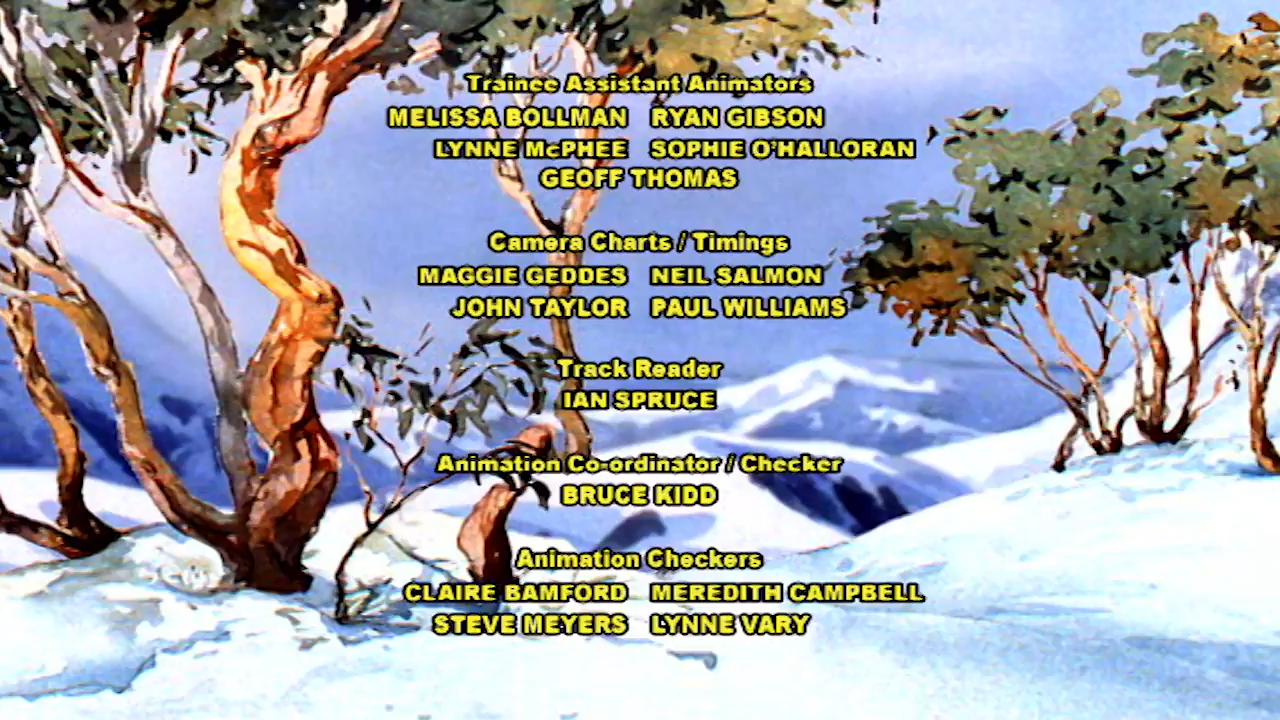 Trainee Assistant Animators
MELISSA BOLLMAN RYAN GIBSON
LYNNE McPHEE SOPHIE O'HALLORAN
GEOFF THOMAS
Camera Charts / Timings
MAGGIE GEDDES NEIL SALMON
JOHN TAYLOR PAUL WILLIAMS
Track Reader
IAN SPRUCE
Animation Co-ordinator / Checker
BRUCE KIDD
Animation Checkers
CLAIRE BAMFORD MEREDITH CAMPBELL
STEVE MEYERS LYNNE VARY